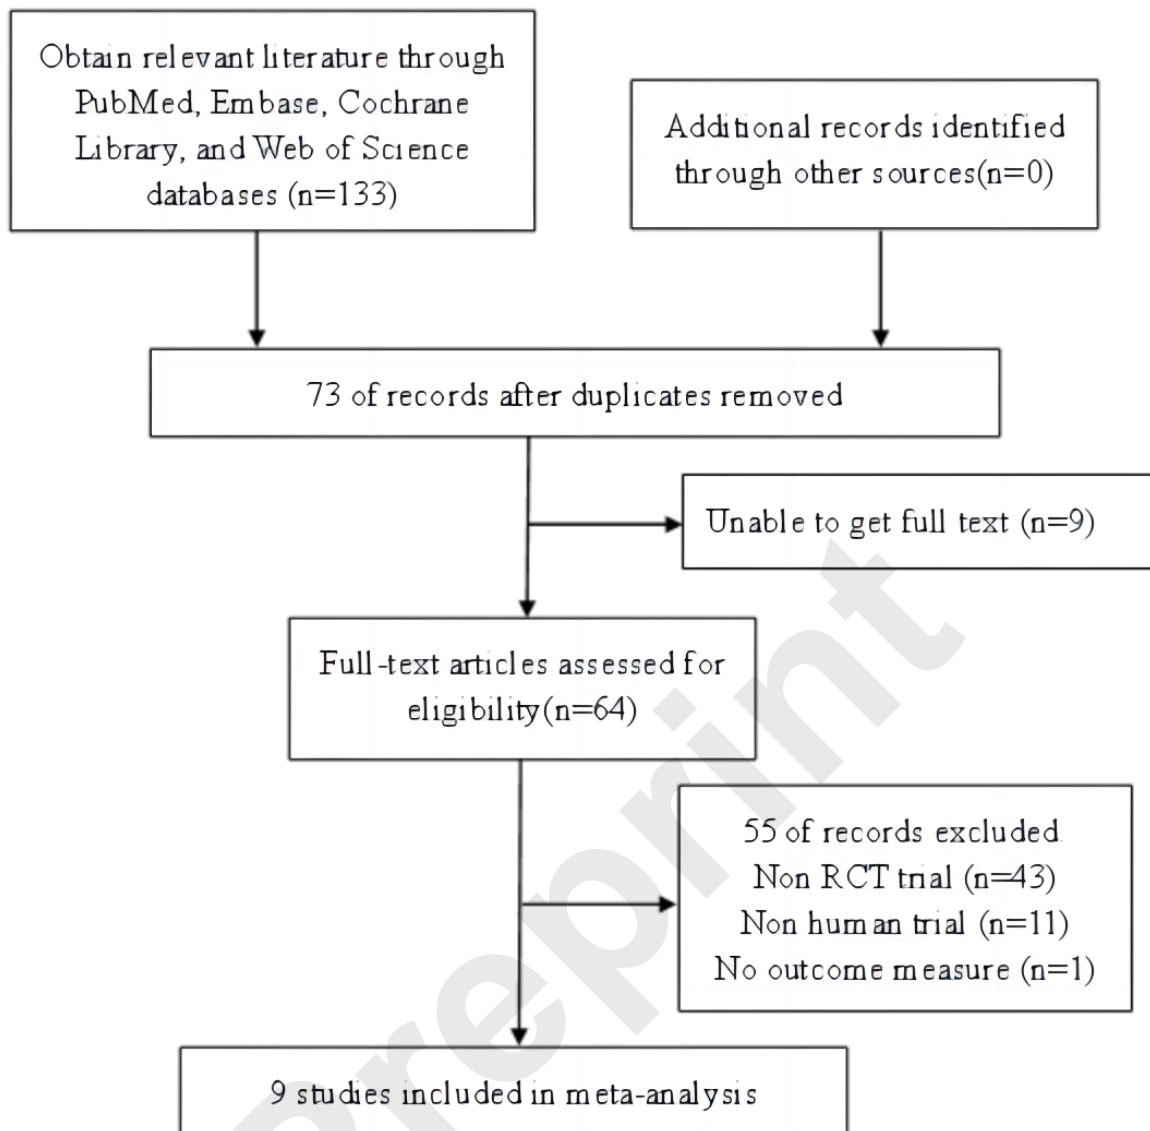 Obtain relevant literature through
PubMed, Embase, Cochrane
Library, and Web of Science
databases (n=133)
Additional records identified
through other sources(n=0)
73 of records after duplicates removed
Unable to get full text (n=9)
Full-text articles assessed for
eligibility(n=64)
55 of records excluded
Non RCT trial (n=43)
Non human trial (n=11)
No outcome measure (n=1)
9 studies included in meta-analysis
Preprint